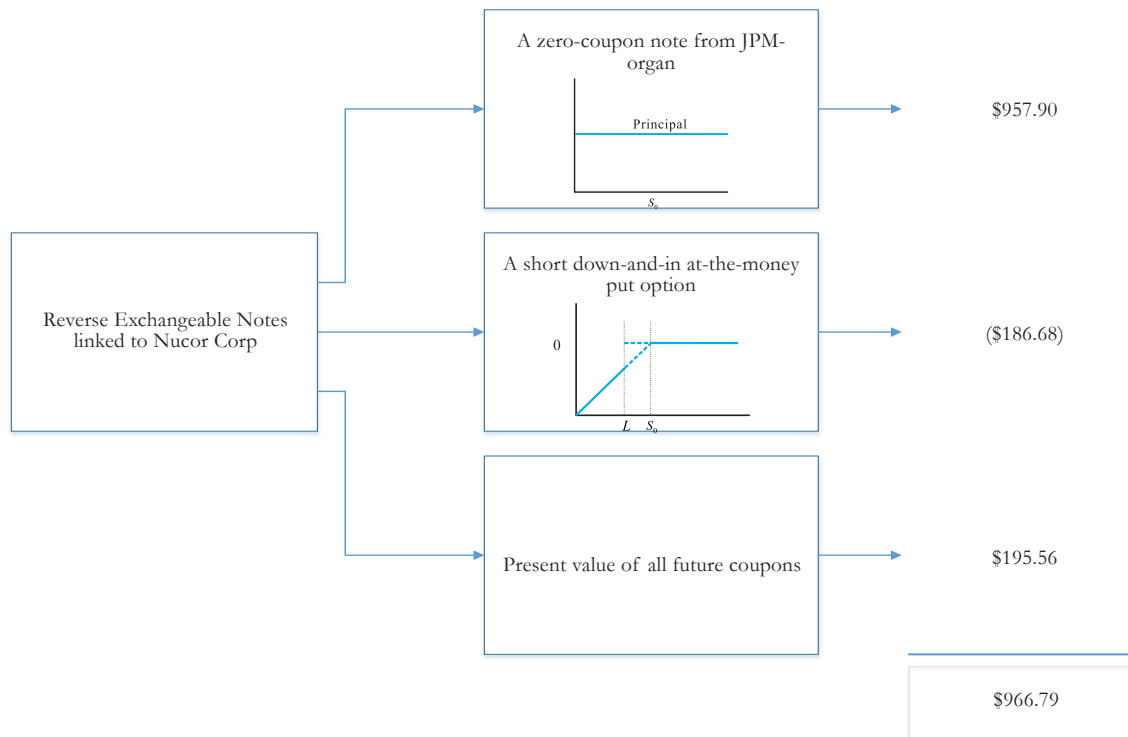 A zero-coupon note from JPM-
organ
Principal
S₀
$957.90
Reverse Exchangeable Notes
linked to Nucor Corp
A short down-and-in at-the-money
put option
0
L S₀
($186.68)
Present value of all future coupons
$195.56
$966.79